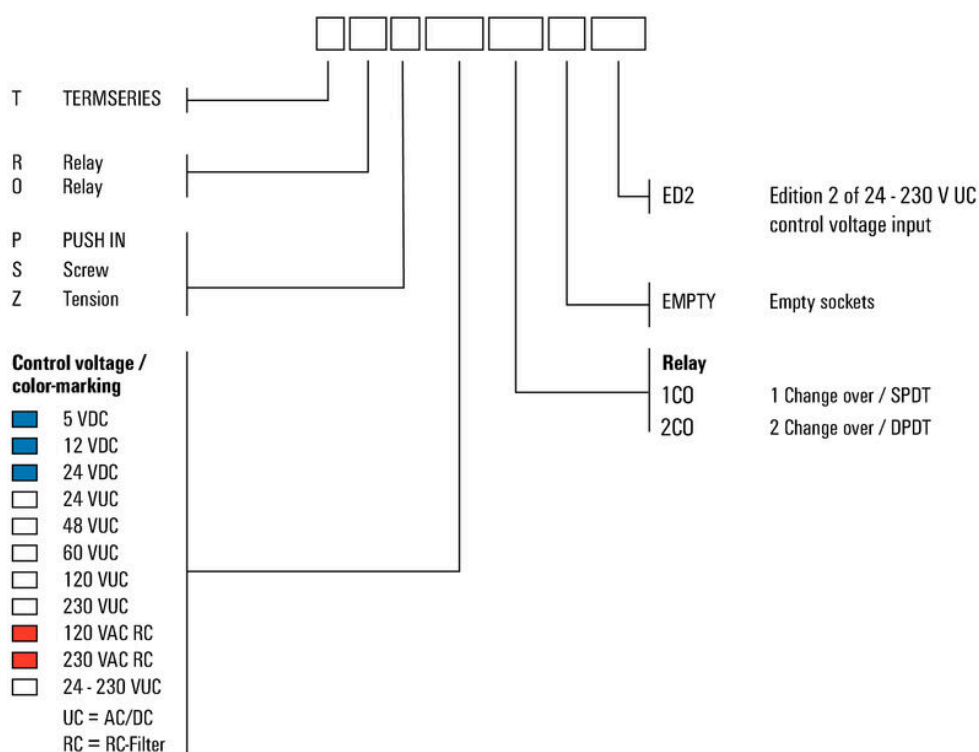 T TERMSERIES
R Relay
O Relay
P PUSH IN
S Screw
Z Tension
Control voltage /
color-marking
5 VDC
12 VDC
24 VDC
24 VUC
48 VUC
60 VUC
120 VUC
230 VUC
120 VAC RC
230 VAC RC
24 - 230 VUC
UC = AC/DC
RC = RC-Filter
ED2 Edition 2 of 24 - 230 V UC
control voltage input
EMPTY Empty sockets
Relay
1CO 1 Change over / SPDT
2CO 2 Change over / DPDT